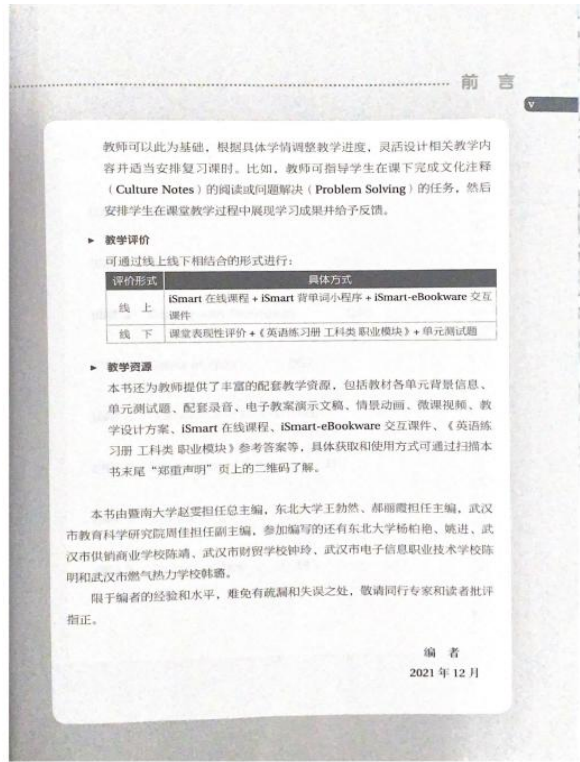 前 言
v
教师可以此为基础，根据具体学情调整教学进度，灵活设计相关教学内
容并适当安排复习课时。比如，教师可指导学生在课下完成文化注释
（Culture Notes）的阅读或问题解决（Problem Solving）的任务，然后
安排学生在课堂教学过程中展现学习成果并给予反馈。
► 教学评价
可通过线上线下相结合的形式进行：
评价形式 具体方式
线 上 iSmart 在线课程 + iSmart 背单词小程序 + iSmart-eBookware 交互
课件
线 下 课堂表现性评价 +《英语练习册 工科类 职业模块》+ 单元测试题
► 教学资源
本书还为教师提供了丰富的配套教学资源，包括教材各单元背景信息、
单元测试题、配套录音、电子教案演示文稿、情景动画、微课视频、教
学设计方案、iSmart 在线课程、iSmart-eBookware 交互课件、《英语练
习册 工科类 职业模块》参考答案等，具体获取和使用方式可通过扫描本
书末尾“郑重声明”页上的二维码了解。
本书由暨南大学赵雯担任总主编，东北大学王勃然、郝丽霞担任主编，武汉
市教育科学研究院周佳担任副主编，参加编写的还有东北大学杨柏艳、姚进、武
汉市供销商业学校陈靖、武汉市财贸学校钟玲、武汉市电子信息职业技术学校陈
明和武汉市燃气热力学校韩璐。
限于编者的经验和水平，难免有疏漏和失误之处，敬请同行专家和读者批评
指正。
编 者
2021 年 12 月